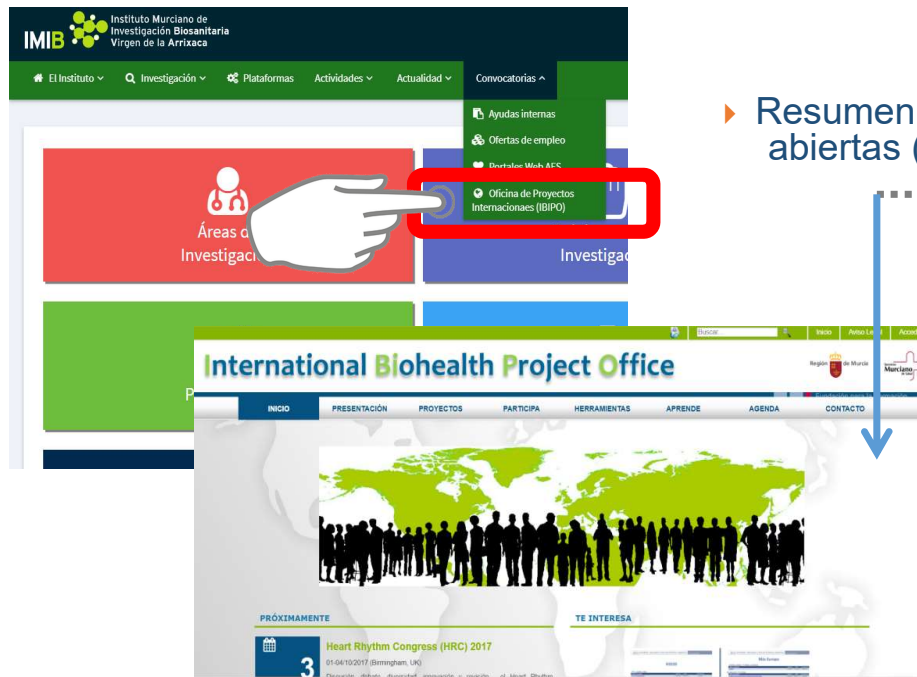 IMIB
Instituto Murciano de
Investigación Biosanitaria
Virgen de la Arrixaca
El Instituto
Investigación
Plataformas
Actividades
Actualidad
Convocatorias
Ayudas internas
Ofertas de empleo
Portales Web AES
Oficina de Proyectos
Internacionaes (IBIPO)
Áreas d
Investigaci
Investigac
P
Resumen
abiertas (
Buscar...
Inicio
Aviso Le
Acced
International Biohealth Project Office
Región de Murcia
Murciano
INICIO
PRESENTACIÓN
PROYECTOS
PARTICIPA
HERRAMIENTAS
APRENDE
AGENDA
CONTACTO
PRÓXIMAMENTE
TE INTERESA
3
Heart Rhythm Congress (HRC) 2017
01-04/10/2017 (Birmingham, UK)